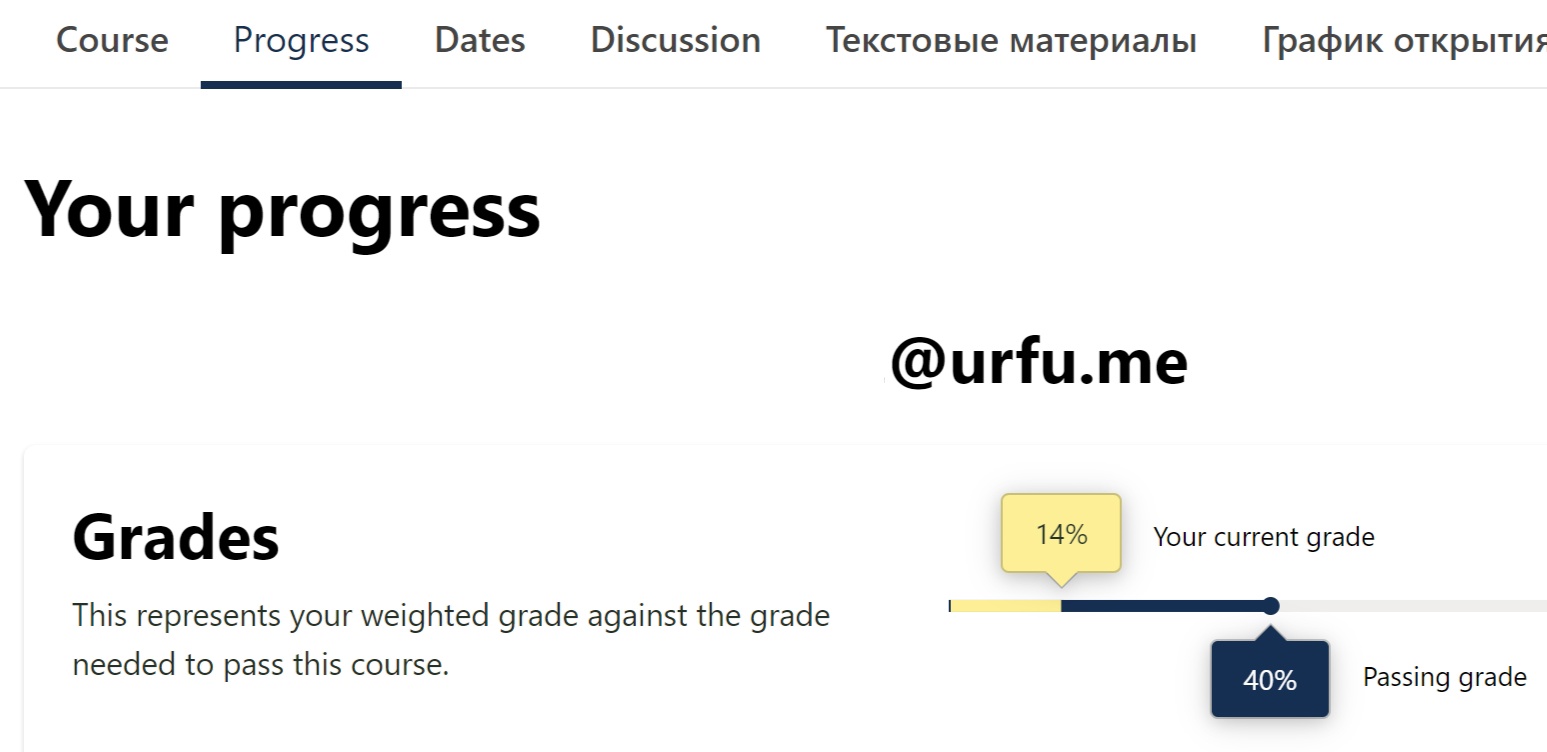 Course Progress Dates Discussion Текстовые материалы График открытия
Your progress
@urfu.me
Grades
This represents your weighted grade against the grade
needed to pass this course.
14% Your current grade
40% Passing grade